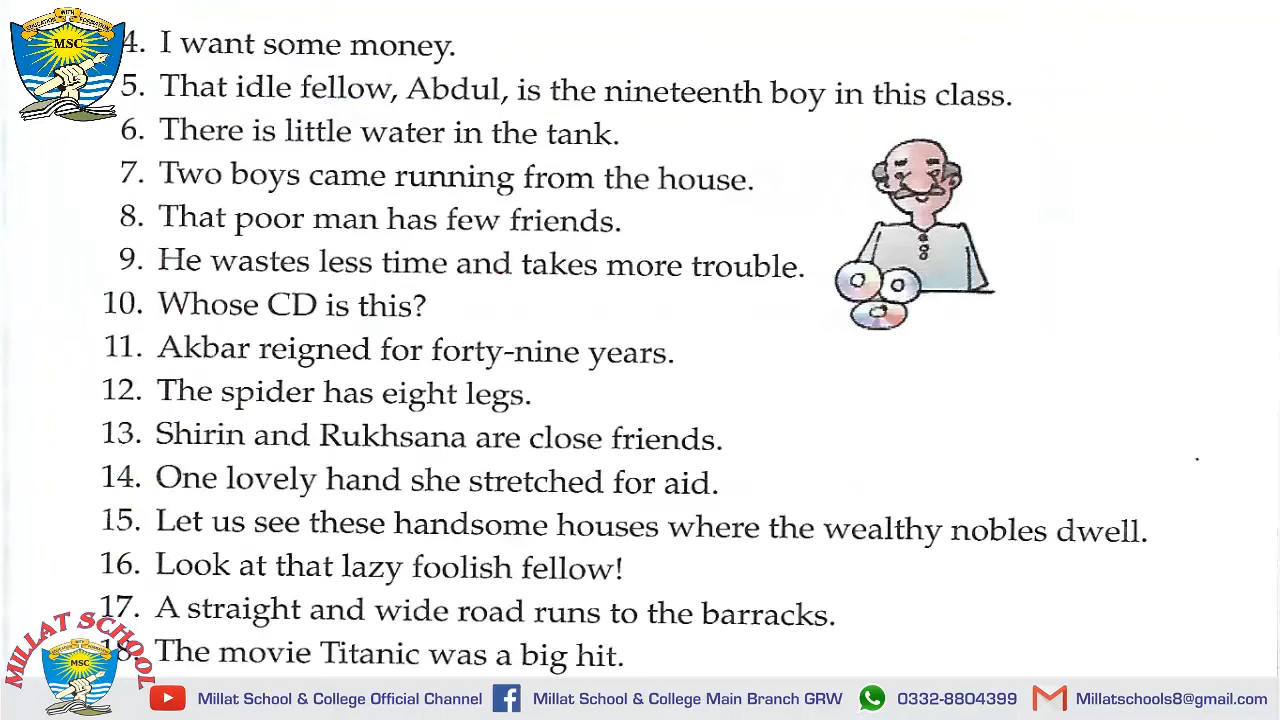 EDUCATION WITH FORMATION
MSC
4. I want some money.
5. That idle fellow, Abdul, is the nineteenth boy in this class.
6. There is little water in the tank.
7. Two boys came running from the house.
8. That poor man has few friends.
9. He wastes less time and takes more trouble.
10. Whose CD is this?
11. Akbar reigned for forty-nine years.
12. The spider has eight legs.
13. Shirin and Rukhsana are close friends.
14. One lovely hand she stretched for aid.
15. Let us see these handsome houses where the wealthy nobles dwell.
16. Look at that lazy foolish fellow!
17. A straight and wide road runs to the barracks.
18. The movie Titanic was a big hit.
MILLAT SCHOOL
MSC
Millat School & College Official Channel Millat School & College Main Branch GRW 0332-8804399 Millatschools8@gmail.com